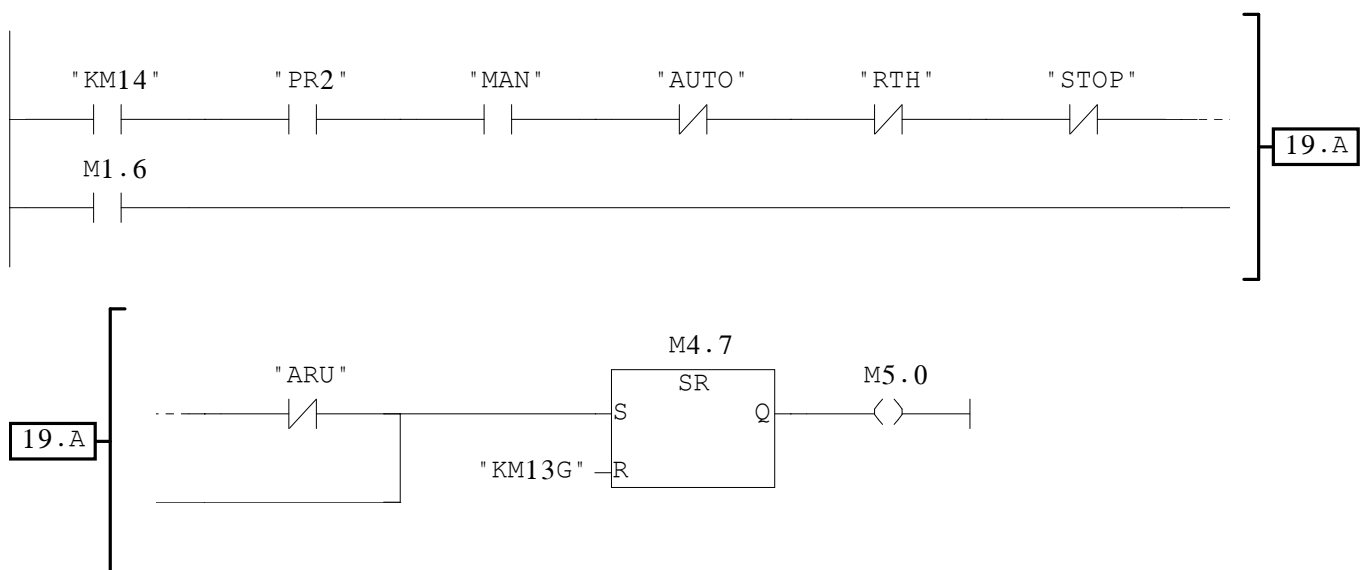 "KM14" "PR2" "MAN" "AUTO" "RTH" "STOP"
19.A
M1.6
M4.7
"ARU" SR M5.0
S Q
19.A
"KM13G" R